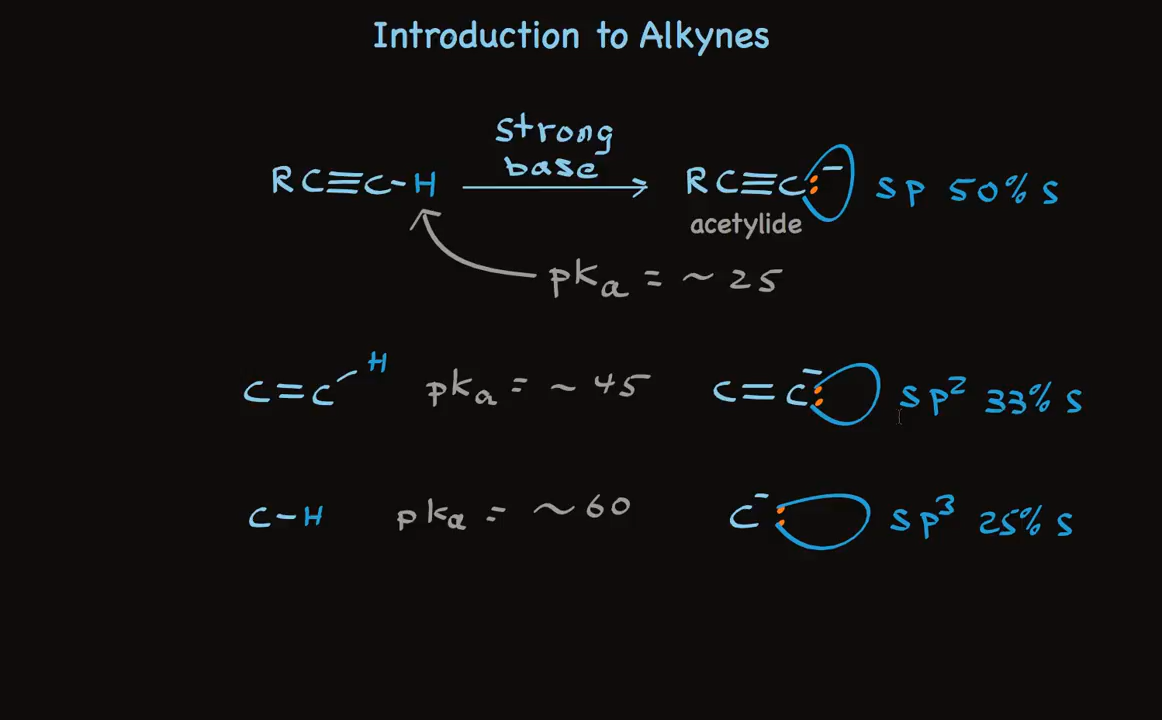 Introduction to Alkynes
strong
base
RC≡C-H
RC≡C:⁻ sp 50% s
acetylide
pka = ~ 25
C=C-H pka = ~ 45 C=C:⁻ sp² 33% s
C-H pka = ~ 60 C:⁻ sp³ 25% s